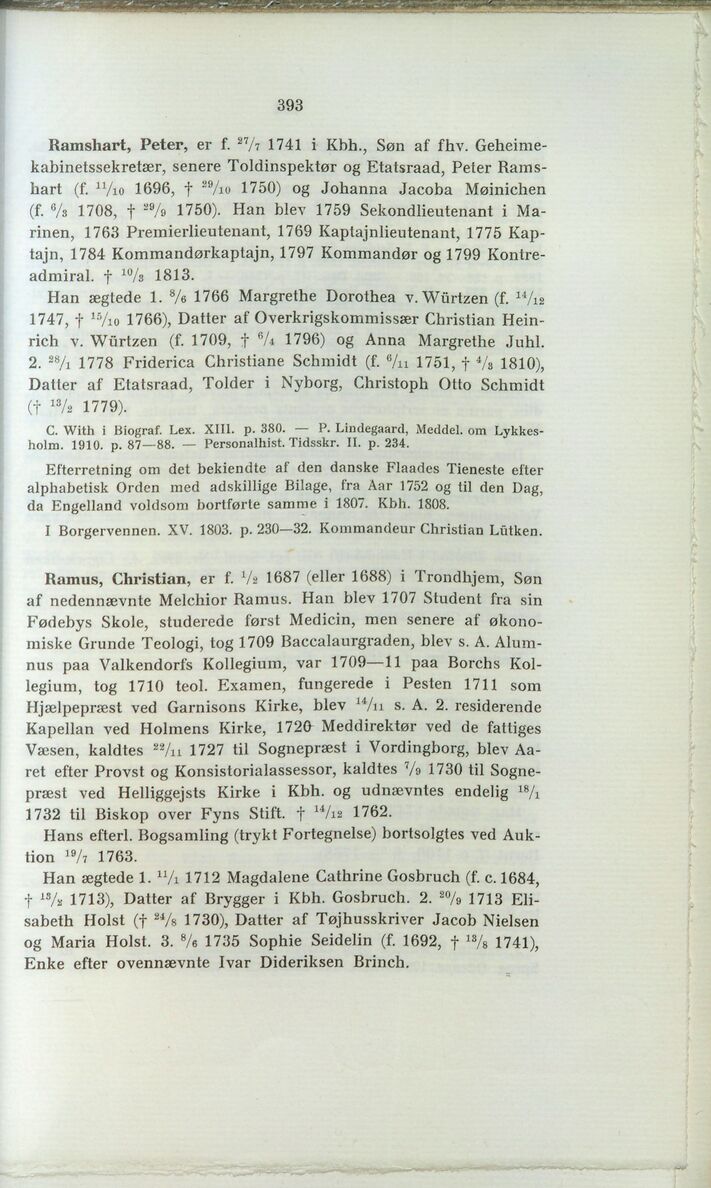 393
Ramshart, Peter, er f. 27/7 1741 i Kbh., Søn af fhv. Geheime-
kabinetssekretær, senere Toldinspektør og Etatsraad, Peter Rams-
hart (f. 11/10 1696, † 29/10 1750) og Johanna Jacoba Møinichen
(f. 6/3 1708, † 29/9 1750). Han blev 1759 Sekondlieutenant i Ma-
rinen, 1763 Premierlieutenant, 1769 Kaptajnlieutenant, 1775 Kap-
tajn, 1784 Kommandørkaptajn, 1797 Kommandør og 1799 Kontre-
admiral. † 10/3 1813.
Han ægtede 1. 8/6 1766 Margrethe Dorothea v. Würtzen (f. 14/12
1747, † 15/10 1766), Datter af Overkrigskommissær Christian Hein-
rich v. Würtzen (f. 1709, † 6/4 1796) og Anna Margrethe Juhl.
2. 28/1 1778 Friderica Christiane Schmidt (f. 6/11 1751, † 4/3 1810),
Datter af Etatsraad, Tolder i Nyborg, Christoph Otto Schmidt
(† 13/2 1779).
C. With i Biograf. Lex. XIII. p. 380. — P. Lindegaard, Meddel. om Lykkes-
holm. 1910. p. 87—88. — Personalhist. Tidsskr. II. p. 234.
Efterretning om det bekiendte af den danske Flaades Tieneste efter
alphabetisk Orden med adskillige Bilage, fra Aar 1752 og til den Dag,
da Engelland voldsom bortførte samme i 1807. Kbh. 1808.
I Borgervennen. XV. 1803. p. 230—32. Kommandeur Christian Lütken.
Ramus, Christian, er f. 1/2 1687 (eller 1688) i Trondhjem, Søn
af nedennævnte Melchior Ramus. Han blev 1707 Student fra sin
Fødebys Skole, studerede først Medicin, men senere af økono-
miske Grunde Teologi, tog 1709 Baccalaurgraden, blev s. A. Alum-
nus paa Valkendorfs Kollegium, var 1709—11 paa Borchs Kol-
legium, tog 1710 teol. Examen, fungerede i Pesten 1711 som
Hjælpepræst ved Garnisons Kirke, blev 14/11 s. A. 2. residerende
Kapellan ved Holmens Kirke, 1720 Meddirektør ved de fattiges
Væsen, kaldtes 22/11 1727 til Sognepræst i Vordingborg, blev Aa-
ret efter Provst og Konsistorialassessor, kaldtes 7/9 1730 til Sogne-
præst ved Helliggejsts Kirke i Kbh. og udnævntes endelig 18/1
1732 til Biskop over Fyns Stift. † 14/12 1762.
Hans efterl. Bogsamling (trykt Fortegnelse) bortsolgtes ved Auk-
tion 19/7 1763.
Han ægtede 1. 11/1 1712 Magdalene Cathrine Gosbruch (f. c. 1684,
† 18/2 1713), Datter af Brygger i Kbh. Gosbruch. 2. 20/9 1713 Eli-
sabeth Holst († 24/8 1730), Datter af Tøjhusskriver Jacob Nielsen
og Maria Holst. 3. 8/6 1735 Sophie Seidelin (f. 1692, † 13/8 1741),
Enke efter ovennævnte Ivar Dideriksen Brinch.